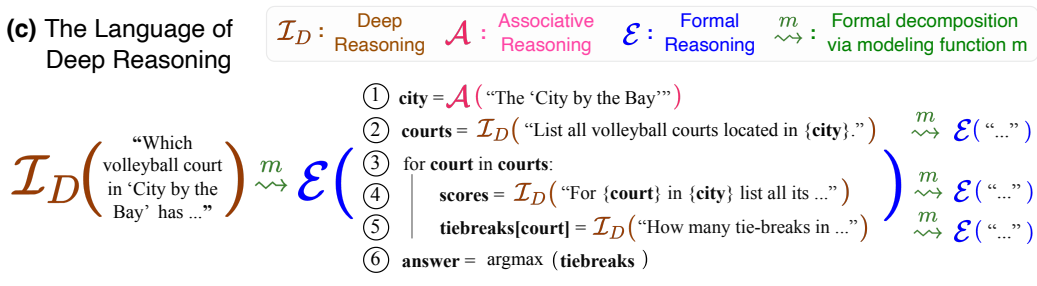 (c) The Language of
Deep Reasoning
𝓘_D : Deep Reasoning 𝓐 : Associative Reasoning 𝓔 : Formal Reasoning m ⇝ : Formal decomposition via modeling function m
𝓘_D ( “Which volleyball court in ‘City by the Bay’ has ...” ) m ⇝ 𝓔 (
① city = 𝓐 ( “The ‘City by the Bay’” )
② courts = 𝓘_D ( “List all volleyball courts located in {city}.” ) m ⇝ 𝓔 ( “...” )
③ for court in courts:
④ scores = 𝓘_D ( “For {court} in {city} list all its ...” ) m ⇝ 𝓔 ( “...” )
⑤ tiebreaks[court] = 𝓘_D ( “How many tie-breaks in ...” ) m ⇝ 𝓔 ( “...” )
⑥ answer = argmax ( tiebreaks )
)